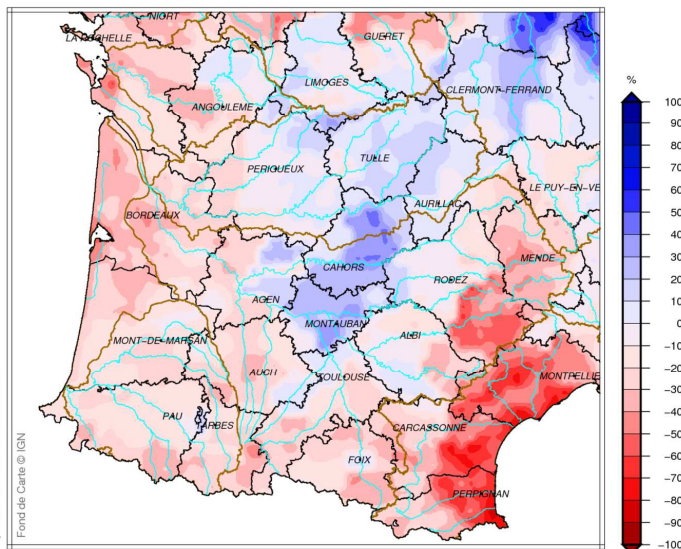 NIORT
LA ROCHELLE
GUERET
%
LIMOGES
CLERMONT-FERRAND
100
ANGOULEME
90
80
70
PERIGUEUX
TULLE
60
LE PUY-EN-VE
50
AURILLAC
40
BORDEAUX
30
MENDE
CAHORS
20
RODEZ
10
AGEN
MONTAUBAN
0
ALBI
MONT-DE-MARSAN
-10
-20
AUCH
TOULOUSE
MONTPELLIE
-30
PAU
-40
TARBES
CARCASSONNE
-50
-60
FOIX
-70
PERPIGNAN
-80
-90
-100
Fond de Carte © IGN